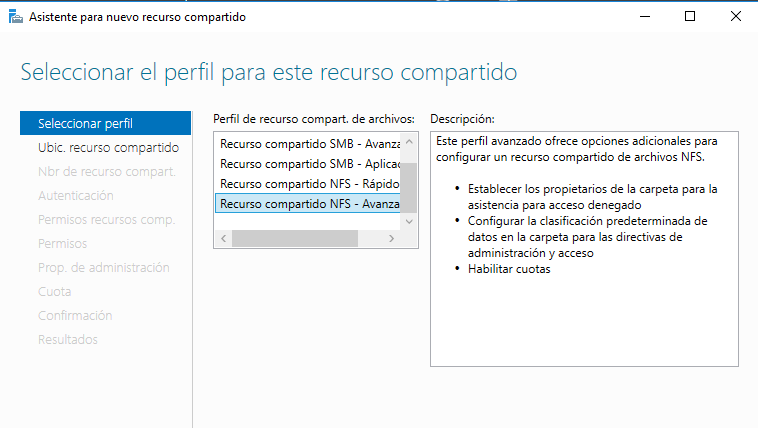 Asistente para nuevo recurso compartido
Seleccionar el perfil para este recurso compartido
Seleccionar perfil
Ubic. recurso compartido
Nbr de recurso compart.
Autenticación
Permisos recursos comp.
Permisos
Prop. de administración
Cuota
Confirmación
Resultados
Perfil de recurso compart. de archivos:
Recurso compartido SMB - Avanza
Recurso compartido SMB - Aplicac
Recurso compartido NFS - Rápido
Recurso compartido NFS - Avanza
Descripción:
Este perfil avanzado ofrece opciones adicionales para
configurar un recurso compartido de archivos NFS.
• Establecer los propietarios de la carpeta para la
asistencia para acceso denegado
• Configurar la clasificación predeterminada de
datos en la carpeta para las directivas de
administración y acceso
• Habilitar cuotas